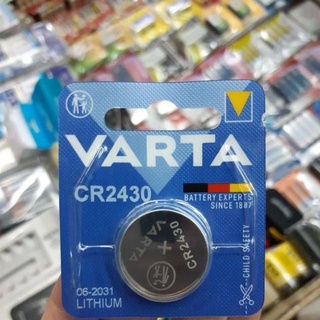 VARTA
CR2430
BATTERY EXPERTS
SINCE 1887
CHILD SAFETY
+
VARTA
CR2430
06-2031
LITHIUM